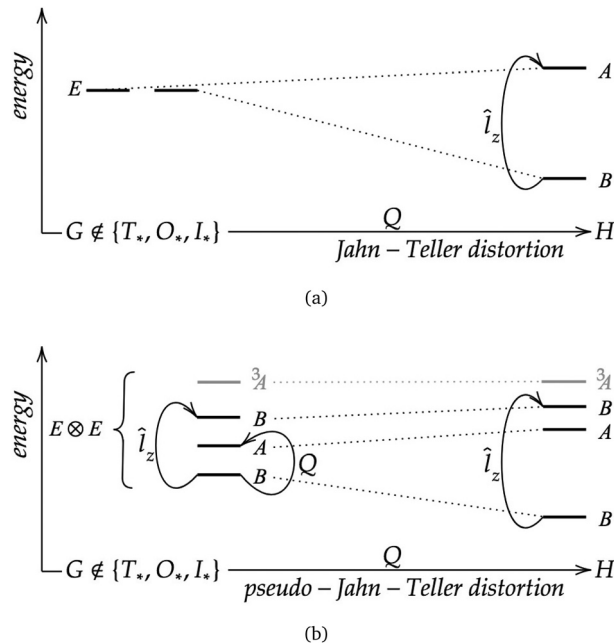 energy
E
A
l̂z
B
G ∉ {T*, O*, I*}
Q
H
Jahn – Teller distortion
(a)
energy
E ⊗ E
³A
³A
B
B
l̂z
A
A
Q
l̂z
B
B
G ∉ {T*, O*, I*}
Q
H
pseudo – Jahn – Teller distortion
(b)